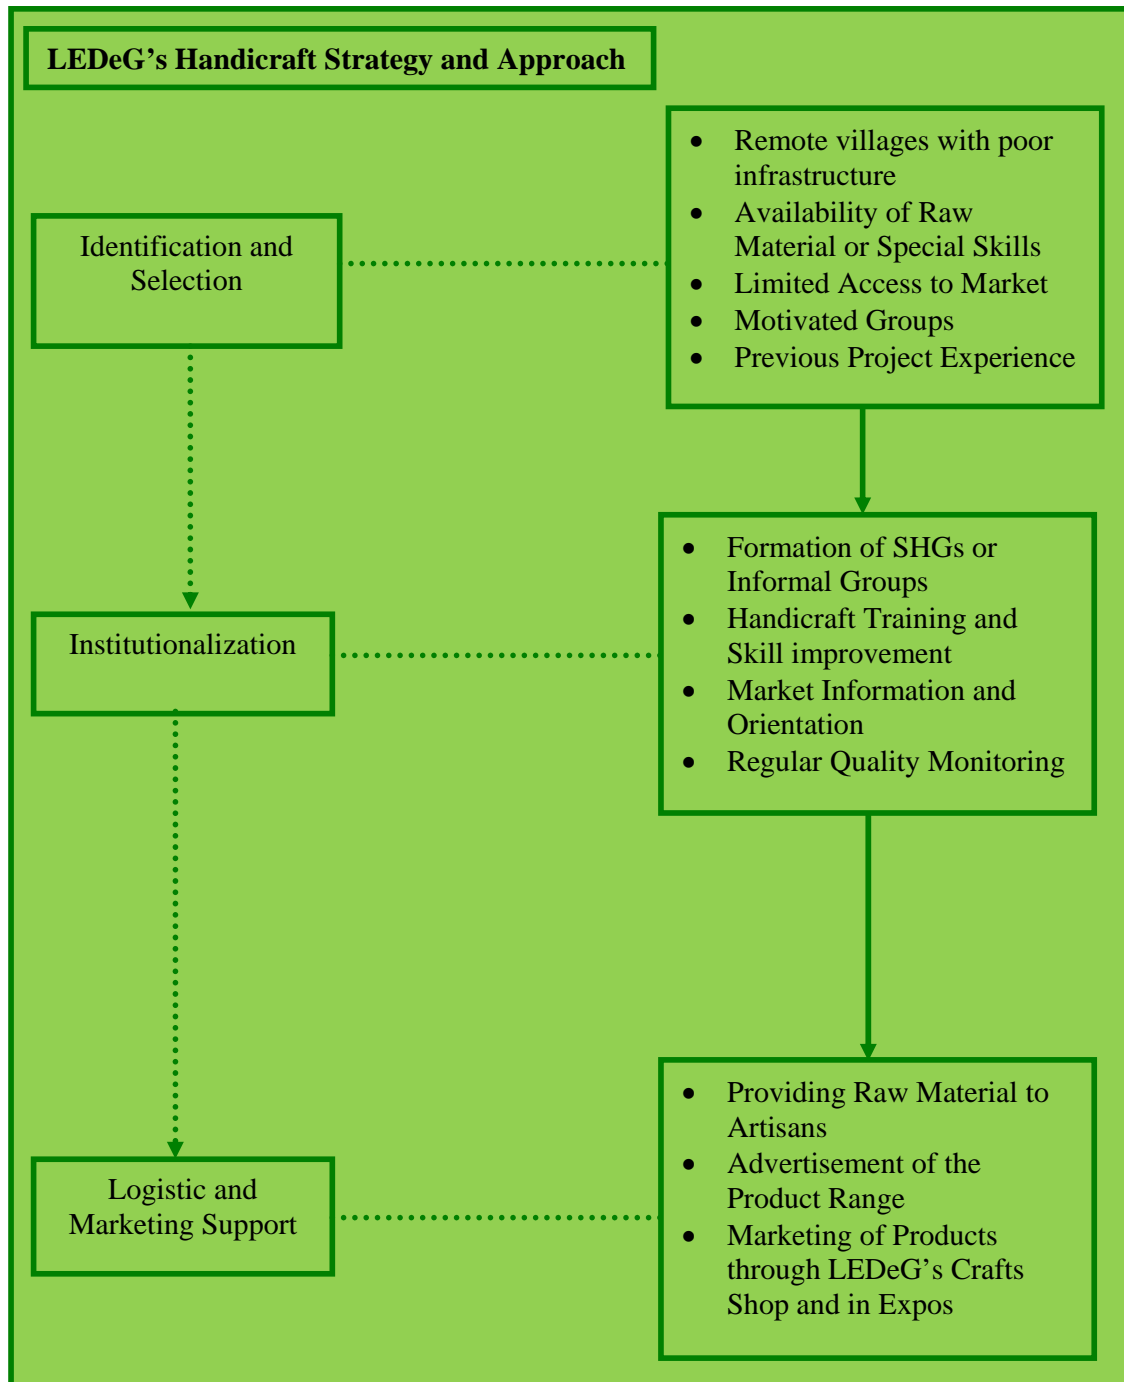 LEDeG’s Handicraft Strategy and Approach
• Remote villages with poor
infrastructure
• Availability of Raw
Material or Special Skills
• Limited Access to Market
• Motivated Groups
• Previous Project Experience
Identification and
Selection
• Formation of SHGs or
Informal Groups
• Handicraft Training and
Skill improvement
• Market Information and
Orientation
• Regular Quality Monitoring
Institutionalization
• Providing Raw Material to
Artisans
• Advertisement of the
Product Range
• Marketing of Products
through LEDeG’s Crafts
Shop and in Expos
Logistic and
Marketing Support